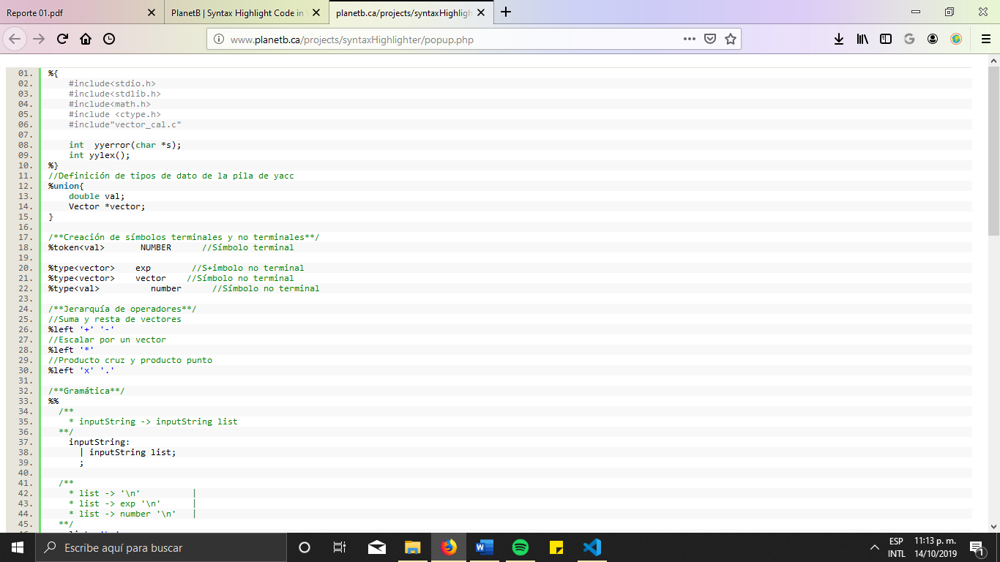 Reporte 01.pdf
PlanetB | Syntax Highlight Code in
planetb.ca/projects/syntaxHighligh
www.planetb.ca/projects/syntaxHighlighter/popup.php
01. %{
02.     #include<stdio.h>
03.     #include<stdlib.h>
04.     #include<math.h>
05.     #include <ctype.h>
06.     #include"vector_cal.c"
07.
08.     int  yyerror(char *s);
09.     int yylex();
10. %}
11. //Definición de tipos de dato de la pila de yacc
12. %union{
13.     double val;
14.     Vector *vector;
15. }
16.
17. /**Creación de símbolos terminales y no terminales**/
18. %token<val>       NUMBER      //Símbolo terminal
19.
20. %type<vector>    exp        //S+imbolo no terminal
21. %type<vector>    vector    //Símbolo no terminal
22. %type<val>          number      //Símbolo no terminal
23.
24. /**Jerarquía de operadores**/
25. //Suma y resta de vectores
26. %left '+' '-'
27. //Escalar por un vector
28. %left '*'
29. //Producto cruz y producto punto
30. %left 'x' '.'
31.
32. /**Gramática**/
33. %%
34.   /**
35.     * inputString -> inputString list
36.   **/
37.     inputString:
38.       | inputString list;
39.       ;
40.
41.   /**
42.     * list -> '\n'          |
43.     * list -> exp '\n'      |
44.     * list -> number '\n'   |
45.   **/
Escribe aquí para buscar
ESP
INTL
11:13 p. m.
14/10/2019
1